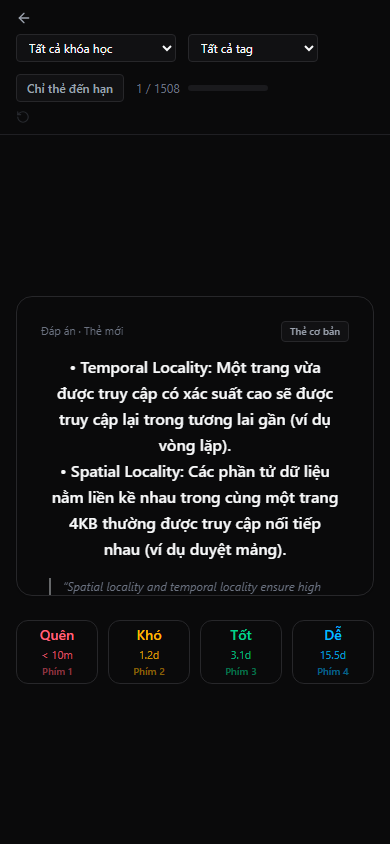 Tất cả khóa học
Tất cả tag
Chỉ thẻ đến hạn
1 / 1508
Đáp án · Thẻ mới
Thẻ cơ bản
• Temporal Locality: Một trang vừa
được truy cập có xác suất cao sẽ được
truy cập lại trong tương lai gần (ví dụ
vòng lặp).
• Spatial Locality: Các phần tử dữ liệu
nằm liền kề nhau trong cùng một trang
4KB thường được truy cập nối tiếp
nhau (ví dụ duyệt mảng).
"Spatial locality and temporal locality ensure high
Quên
< 10m
Phím 1
Khó
1.2d
Phím 2
Tốt
3.1d
Phím 3
Dễ
15.5d
Phím 4